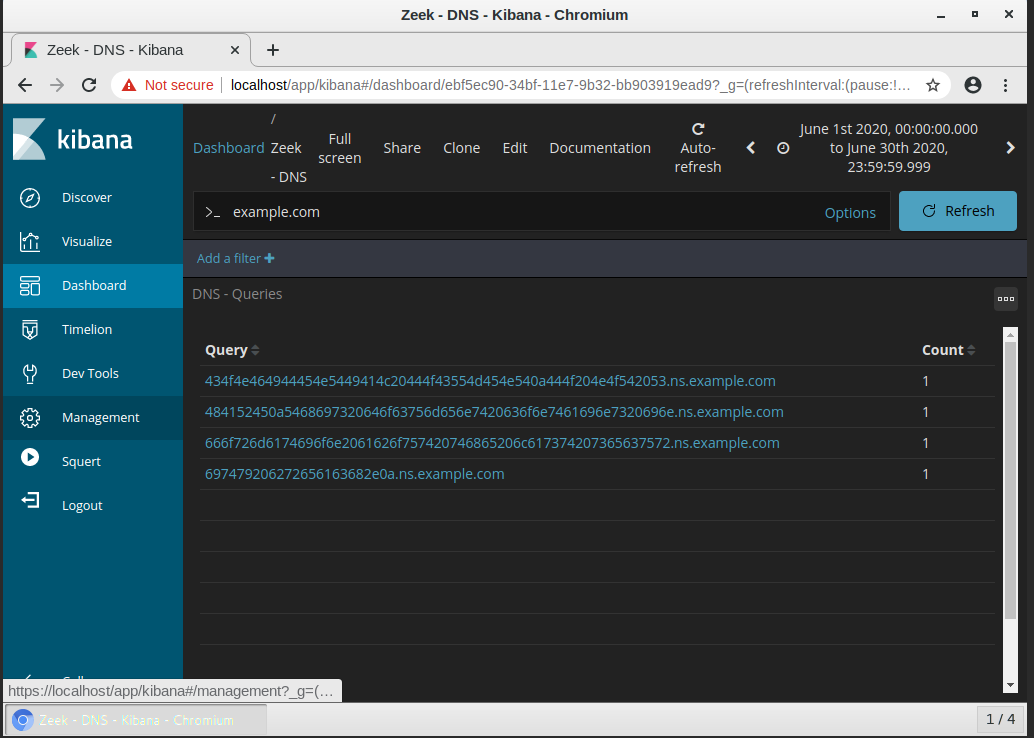 Zeek - DNS - Kibana - Chromium
Zeek - DNS - Kibana
Not secure
localhost/app/kibana#/dashboard/ebf5ec90-34bf-11e7-9b32-bb903919ead9?_g=(refreshInterval:(pause:!...
kibana
Discover
Visualize
Dashboard
Timelion
Dev Tools
Management
Squert
Logout
Dashboard / Zeek - DNS
Full screen
Share
Clone
Edit
Documentation
Auto-refresh
June 1st 2020, 00:00:00.000
to June 30th 2020,
23:59:59.999
>_ example.com
Options
Refresh
Add a filter +
DNS - Queries
Query Count
434f4e464944454e5449414c20444f43554d454e540a444f204e4f542053.ns.example.com 1
484152450a5468697320646f63756d656e7420636f6e7461696e7320696e.ns.example.com 1
666f726d6174696f6e2061626f757420746865206c617374207365637572.ns.example.com 1
697479206272656163682e0a.ns.example.com 1
https://localhost/app/kibana#/management?_g=(...
Zeek - DNS - Kibana - Chromium
1 / 4